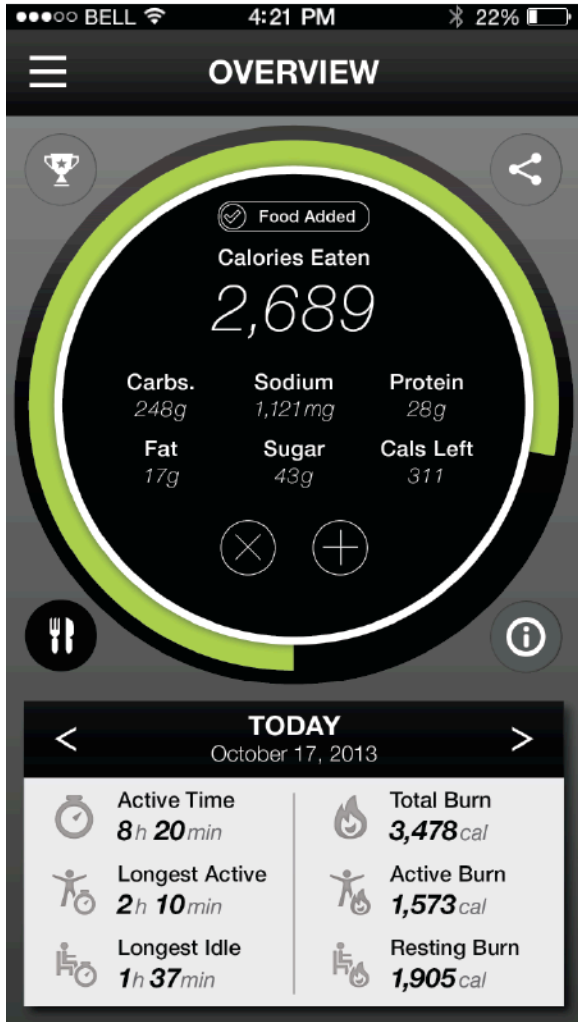 BELL 4:21 PM 22%
OVERVIEW
Food Added
Calories Eaten
2,689
Carbs. Sodium Protein
248g 1,121mg 28g
Fat Sugar Cals Left
17g 43g 311
< TODAY >
October 17, 2013
Active Time Total Burn
8h 20min 3,478cal
Longest Active Active Burn
2h 10min 1,573cal
Longest Idle Resting Burn
1h 37min 1,905cal